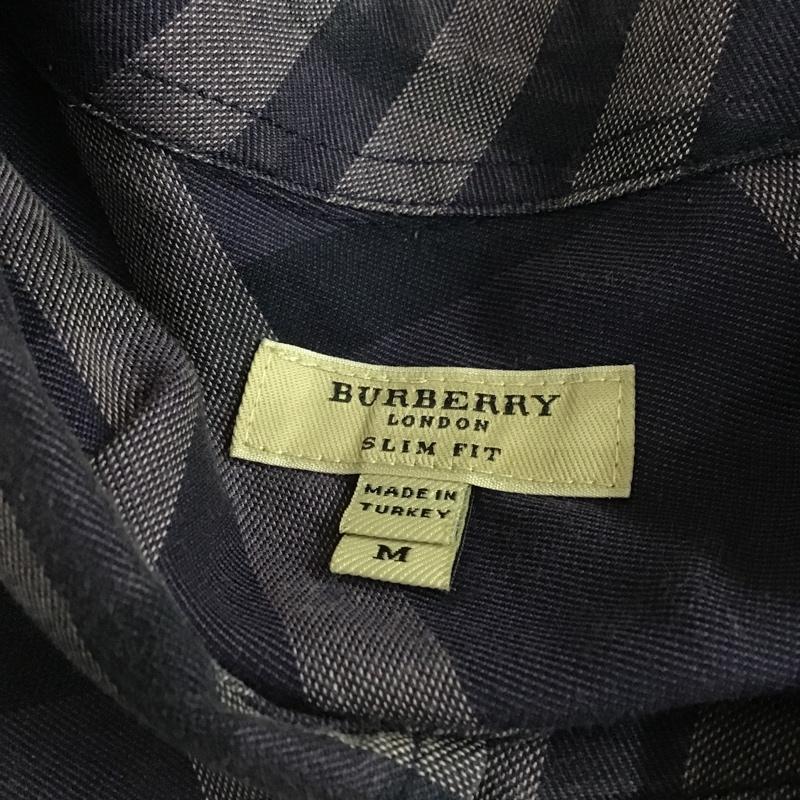 BURBERRY
LONDON
SLIM FIT
MADE IN
TURKEY
M